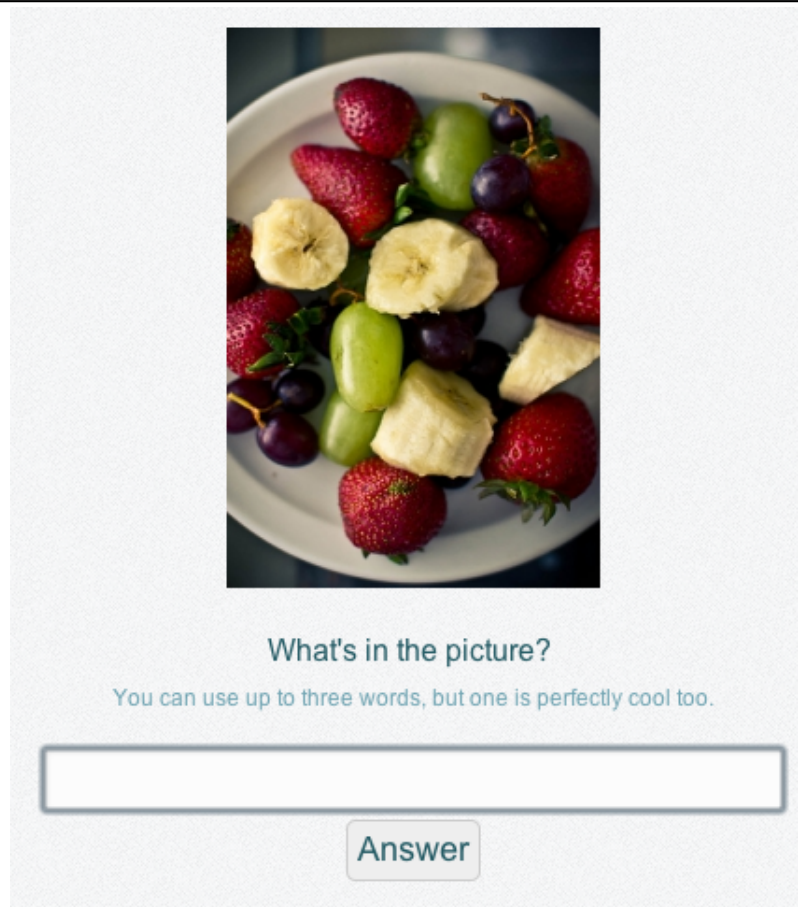 What's in the picture?
You can use up to three words, but one is perfectly cool too.
Answer